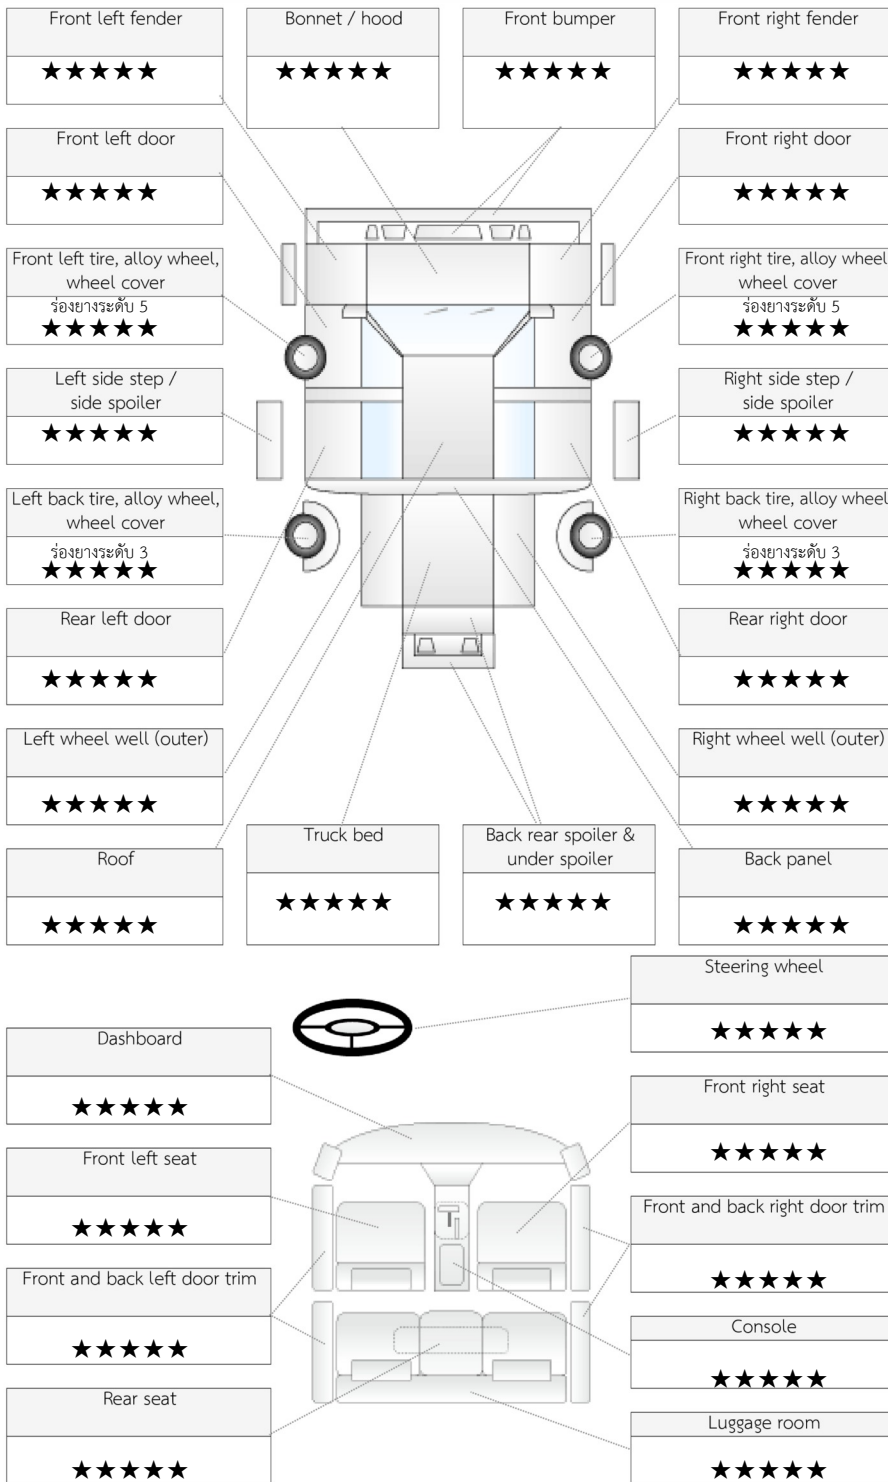 Front left fender
★★★★★
Bonnet / hood
★★★★★
Front bumper
★★★★★
Front right fender
★★★★★
Front left door
★★★★★
Front right door
★★★★★
Front left tire, alloy wheel,
wheel cover
ร่องยางระดับ 5
★★★★★
Front right tire, alloy wheel
wheel cover
ร่องยางระดับ 5
★★★★★
Left side step /
side spoiler
★★★★★
Right side step /
side spoiler
★★★★★
Left back tire, alloy wheel,
wheel cover
ร่องยางระดับ 3
★★★★★
Right back tire, alloy wheel
wheel cover
ร่องยางระดับ 3
★★★★★
Rear left door
★★★★★
Rear right door
★★★★★
Left wheel well (outer)
★★★★★
Right wheel well (outer)
★★★★★
Roof
★★★★★
Truck bed
★★★★★
Back rear spoiler &
under spoiler
★★★★★
Back panel
★★★★★
Steering wheel
★★★★★
Dashboard
★★★★★
Front right seat
★★★★★
Front left seat
★★★★★
Front and back right door trim
★★★★★
Front and back left door trim
★★★★★
Console
★★★★★
Rear seat
★★★★★
Luggage room
★★★★★